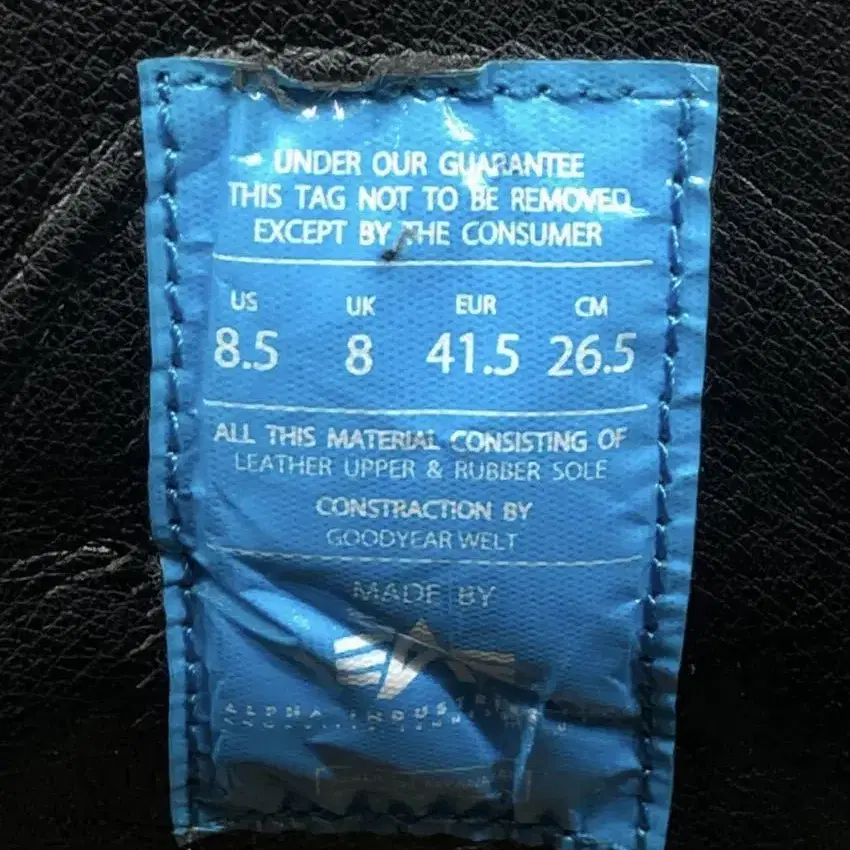 UNDER OUR GUARANTEE
THIS TAG NOT TO BE REMOVED
EXCEPT BY THE CONSUMER
US UK EUR CM
8.5 8 41.5 26.5
ALL THIS MATERIAL CONSISTING OF
LEATHER UPPER & RUBBER SOLE
CONSTRACTION BY
GOODYEAR WELT
MADE BY
ALPHA INDUSTRIES